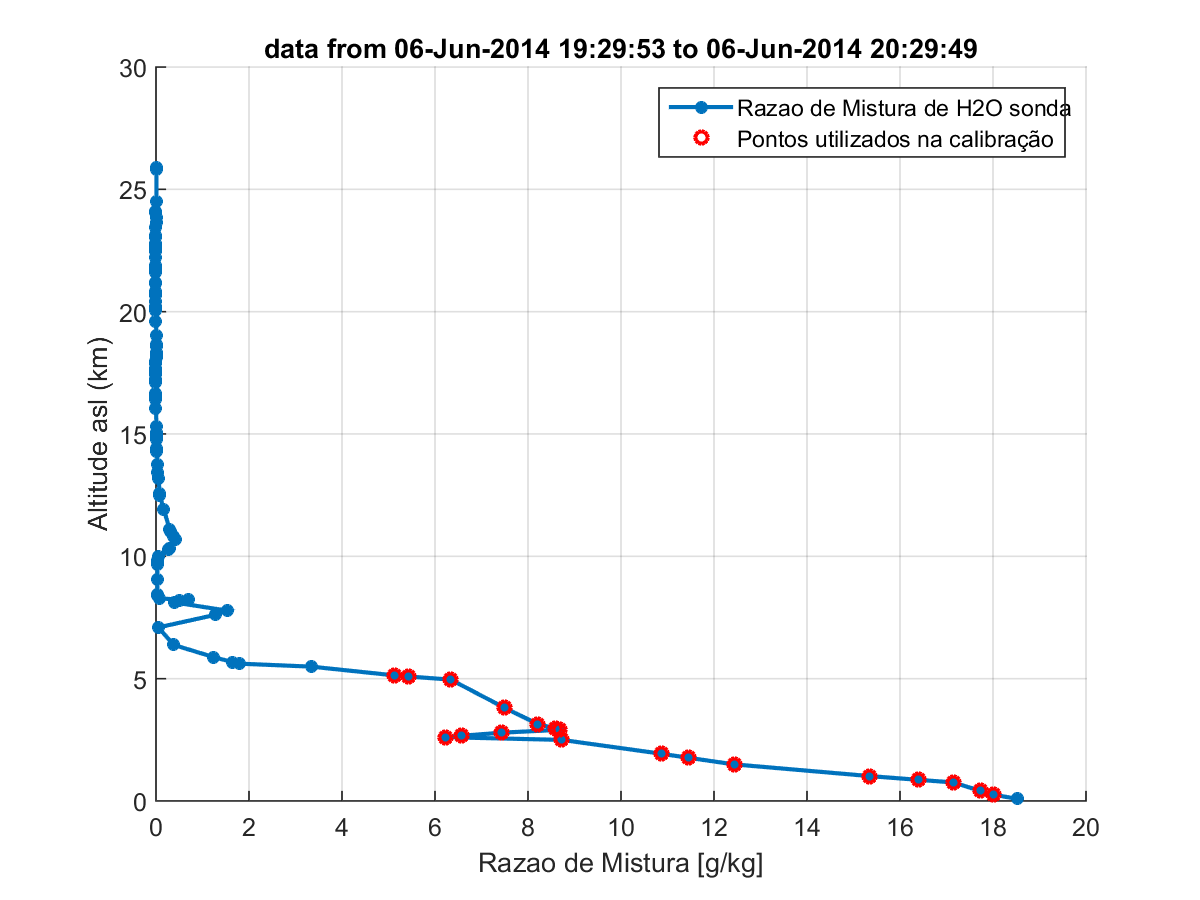 data from 06-Jun-2014 19:29:53 to 06-Jun-2014 20:29:49
Razao de Mistura de H2O sonda
Pontos utilizados na calibração
30
25
20
15
10
5
0
Altitude asl (km)
0 2 4 6 8 10 12 14 16 18 20
Razao de Mistura [g/kg]